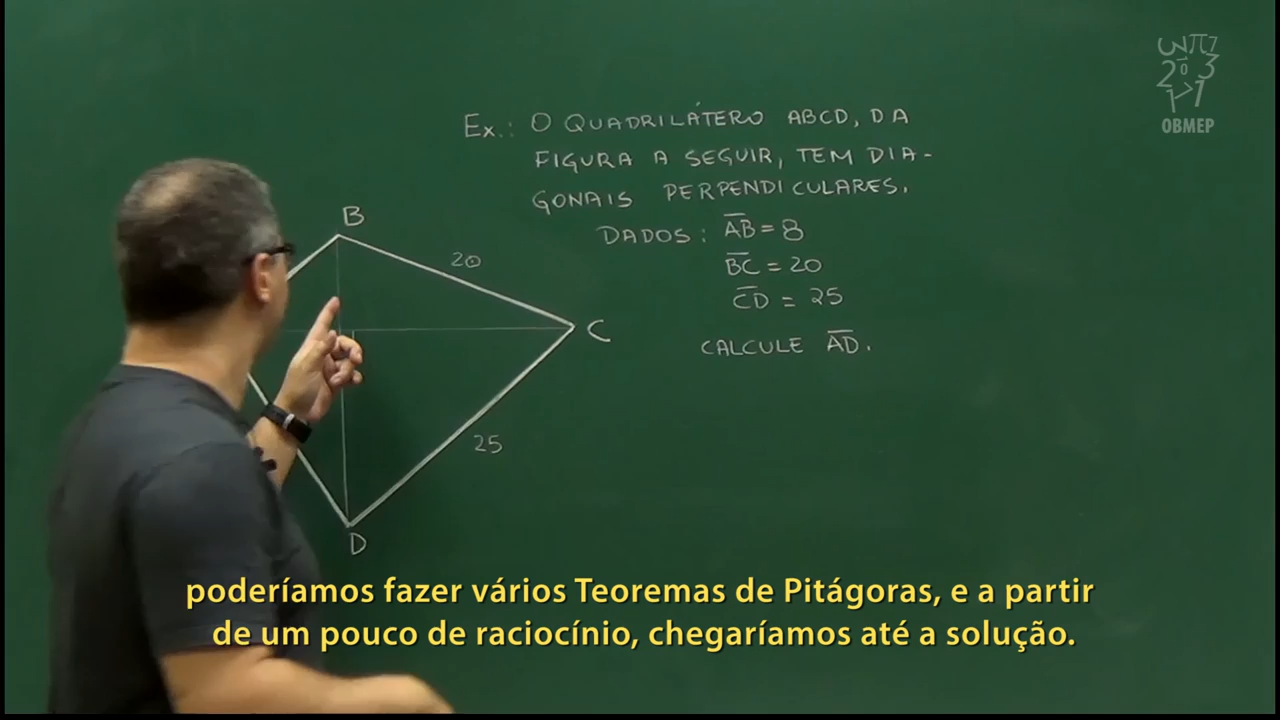 Ex.: O QUADRILÁTERO ABCD, DA
FIGURA A SEGUIR, TEM DIA-
GONAIS PERPENDICULARES.
DADOS: AB = 8
BC = 20
CD = 25
CALCULE AD.
B
20
C
25
D
OBMEP
poderíamos fazer vários Teoremas de Pitágoras, e a partir
de um pouco de raciocínio, chegaríamos até a solução.